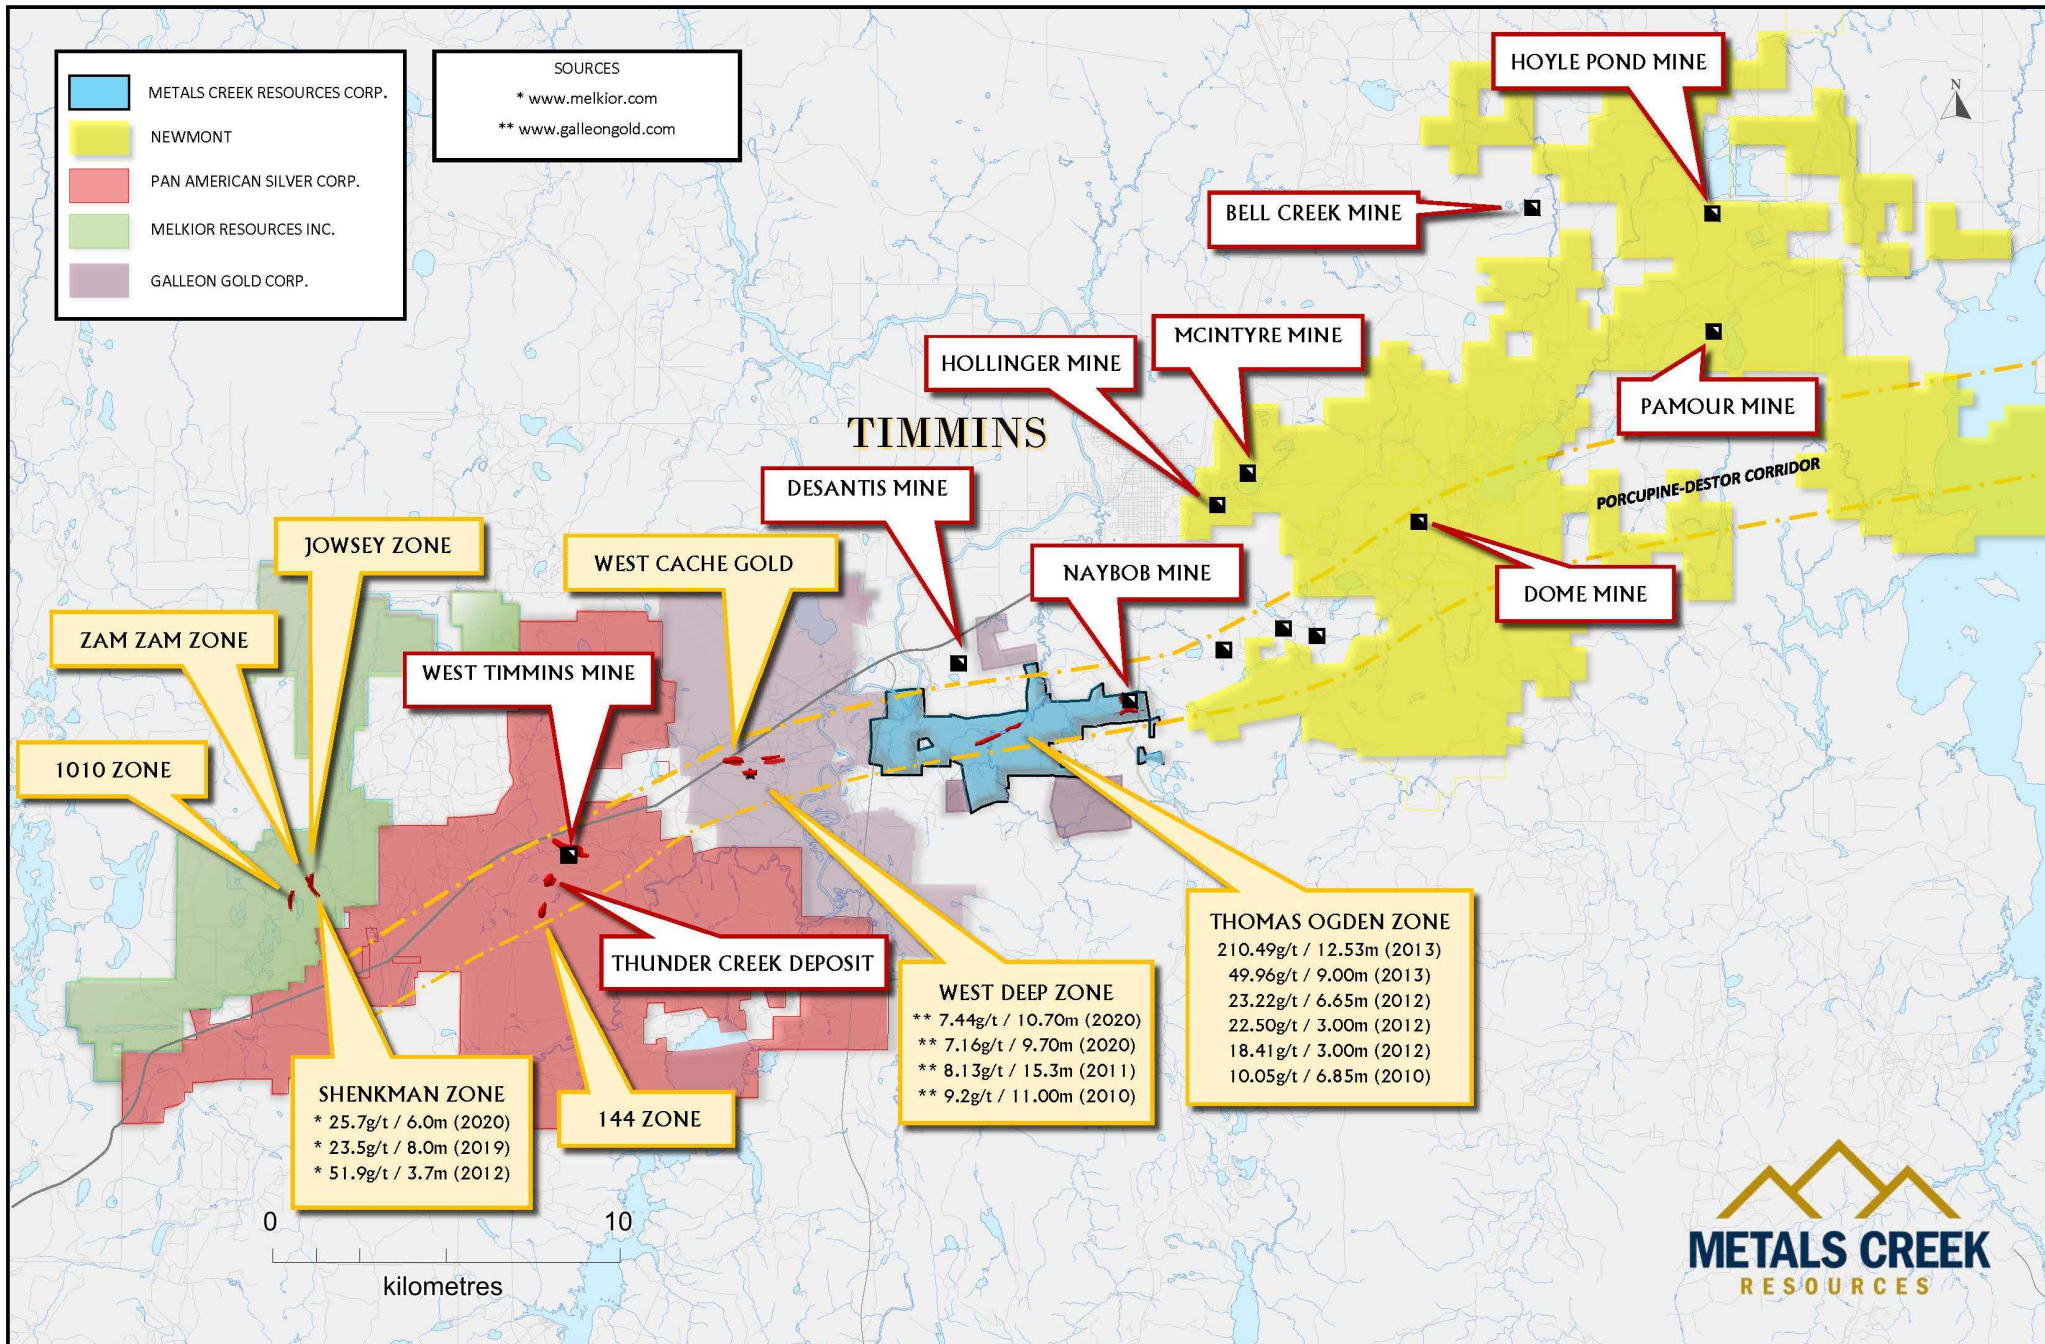 METALS CREEK RESOURCES CORP.
NEWMONT
PAN AMERICAN SILVER CORP.
MELKIOR RESOURCES INC.
GALLEON GOLD CORP.
SOURCES
* www.melkior.com
** www.galleongold.com
HOYLE POND MINE
N
BELL CREEK MINE
MCINTYRE MINE
HOLLINGER MINE
PAMOUR MINE
TIMMINS
DESANTIS MINE
PORCUPINE-DESTOR CORRIDOR
JOWSEY ZONE
WEST CACHE GOLD
NAYBOB MINE
DOME MINE
ZAM ZAM ZONE
WEST TIMMINS MINE
1010 ZONE
THUNDER CREEK DEPOSIT
THOMAS OGDEN ZONE
210.49g/t / 12.53m (2013)
49.96g/t / 9.00m (2013)
23.22g/t / 6.65m (2012)
22.50g/t / 3.00m (2012)
18.41g/t / 3.00m (2012)
10.05g/t / 6.85m (2010)
WEST DEEP ZONE
** 7.44g/t / 10.70m (2020)
** 7.16g/t / 9.70m (2020)
** 8.13g/t / 15.3m (2011)
** 9.2g/t / 11.00m (2010)
SHENKMAN ZONE
* 25.7g/t / 6.0m (2020)
* 23.5g/t / 8.0m (2019)
* 51.9g/t / 3.7m (2012)
144 ZONE
0 10
kilometres
METALS CREEK
RESOURCES